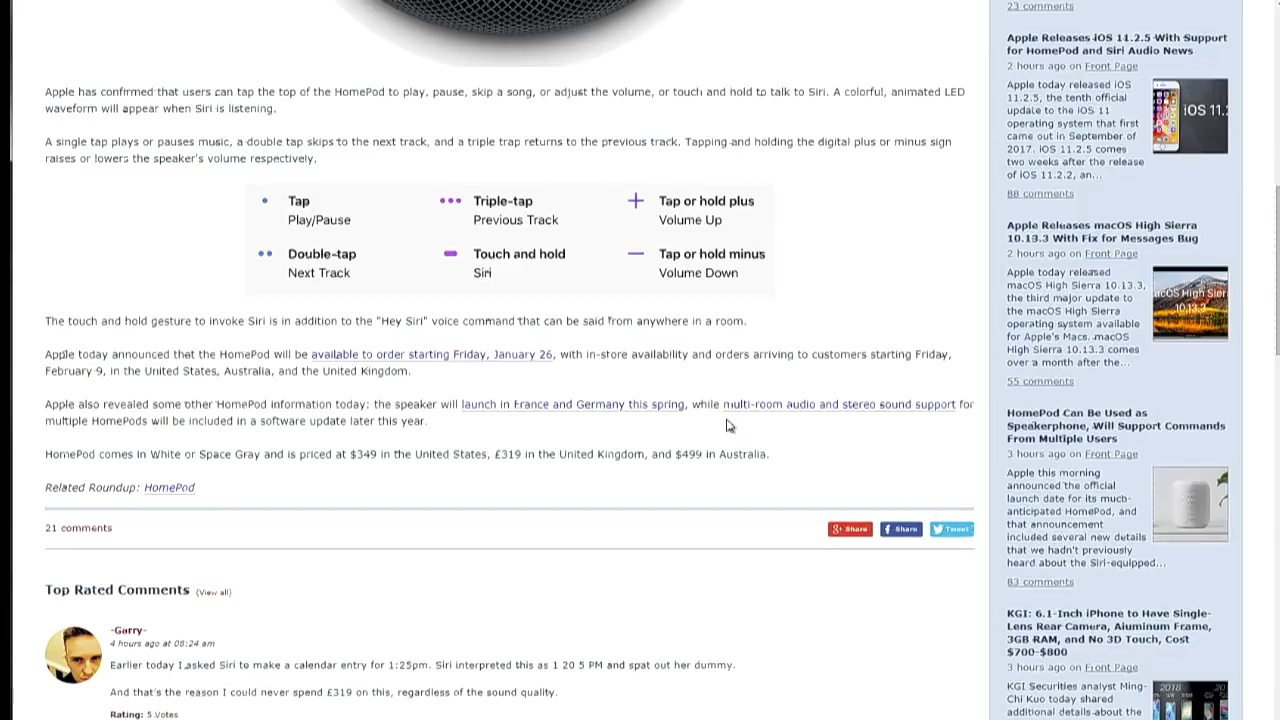 Apple has confirmed that users can tap the top of the HomePod to play, pause, skip a song, or adjust the volume, or touch and hold to talk to Siri. A colorful, animated LED
waveform will appear when Siri is listening.
A single tap plays or pauses music, a double tap skips to the next track, and a triple trap returns to the previous track. Tapping and holding the digital plus or minus sign
raises or lowers the speaker's volume respectively.
Tap
Play/Pause
Triple-tap
Previous Track
Tap or hold plus
Volume Up
Double-tap
Next Track
Touch and hold
Siri
Tap or hold minus
Volume Down
The touch and hold gesture to invoke Siri is in addition to the "Hey Siri" voice command that can be said from anywhere in a room.
Apple today announced that the HomePod will be available to order starting Friday, January 26, with in-store availability and orders arriving to customers starting Friday,
February 9, in the United States, Australia, and the United Kingdom.
Apple also revealed some other HomePod information today: the speaker will launch in France and Germany this spring, while multi-room audio and stereo sound support for
multiple HomePods will be included in a software update later this year.
HomePod comes in White or Space Gray and is priced at $349 in the United States, £319 in the United Kingdom, and $499 in Australia.
Related Roundup: HomePod
21 comments
g+ Share
f Share
Tweet
Top Rated Comments (View all)
-Garry-
4 hours ago at 08:24 am
Earlier today I asked Siri to make a calendar entry for 1:25pm. Siri interpreted this as 1 20 5 PM and spat out her dummy.
And that's the reason I could never spend £319 on this, regardless of the sound quality.
Rating: 5 Votes
23 comments
Apple Releases iOS 11.2.5 With Support
for HomePod and Siri Audio News
2 hours ago on Front Page
Apple today released iOS
11.2.5, the tenth official
update to the iOS 11
operating system that first
came out in September of
2017. iOS 11.2.5 comes
two weeks after the release
of iOS 11.2.2, an...
iOS 11.2
88 comments
Apple Releases macOS High Sierra
10.13.3 With Fix for Messages Bug
2 hours ago on Front Page
Apple today released
macOS High Sierra 10.13.3,
the third major update to
the macOS High Sierra
operating system available
for Apple's Macs. macOS
High Sierra 10.13.3 comes
over a month after the...
acOS High Sier
10.13.3
55 comments
HomePod Can Be Used as
Speakerphone, Will Support Commands
From Multiple Users
3 hours ago on Front Page
Apple this morning
announced the official
launch date for its much-
anticipated HomePod, and
that announcement
included several new details
that we hadn't previously
heard about the Siri-equipped...
83 comments
KGI: 6.1-Inch iPhone to Have Single-
Lens Rear Camera, Aluminum Frame,
3GB RAM, and No 3D Touch, Cost
$700-$800
3 hours ago on Front Page
KGI Securities analyst Ming-
Chi Kuo today shared
additional details about the
2018
20